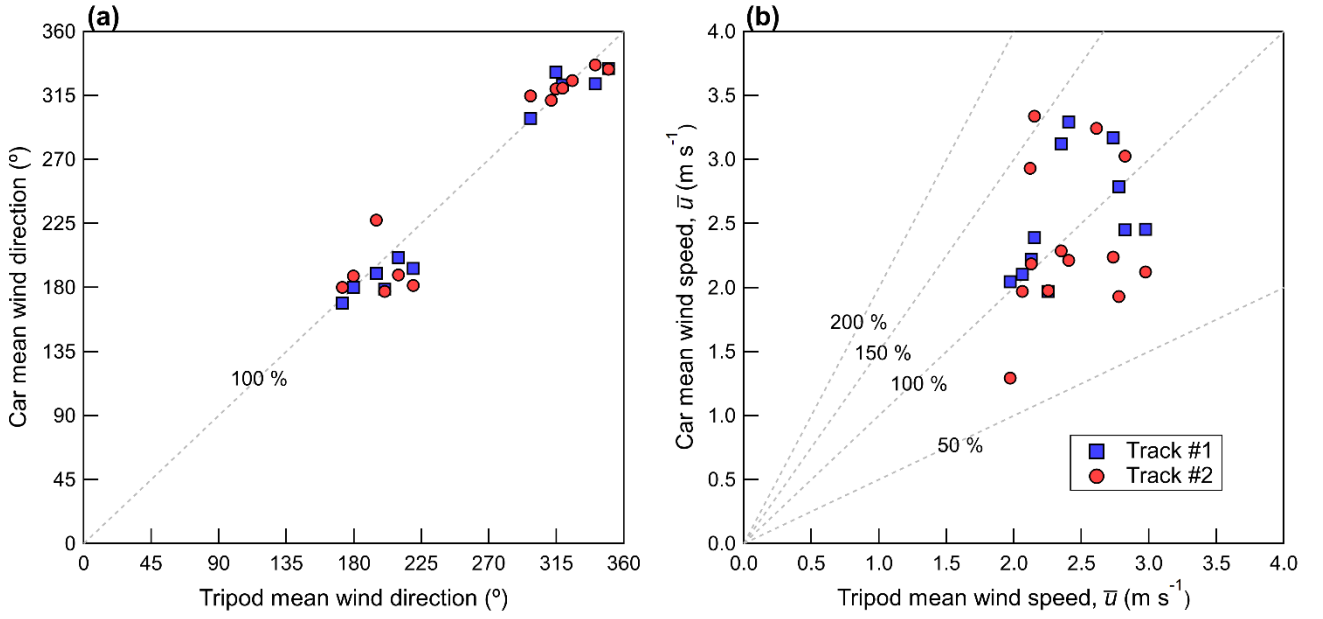 (a)
360
315
270
225
180
135
90
45
0
Car mean wind direction (º)
100 %
0 45 90 135 180 225 270 315 360
Tripod mean wind direction (º)
(b)
4.0
3.5
3.0
2.5
2.0
1.5
1.0
0.5
0.0
Car mean wind speed, u̅ (m s⁻¹)
200 %
150 %
100 %
50 %
Track #1
Track #2
0.0 0.5 1.0 1.5 2.0 2.5 3.0 3.5 4.0
Tripod mean wind speed, u̅ (m s⁻¹)